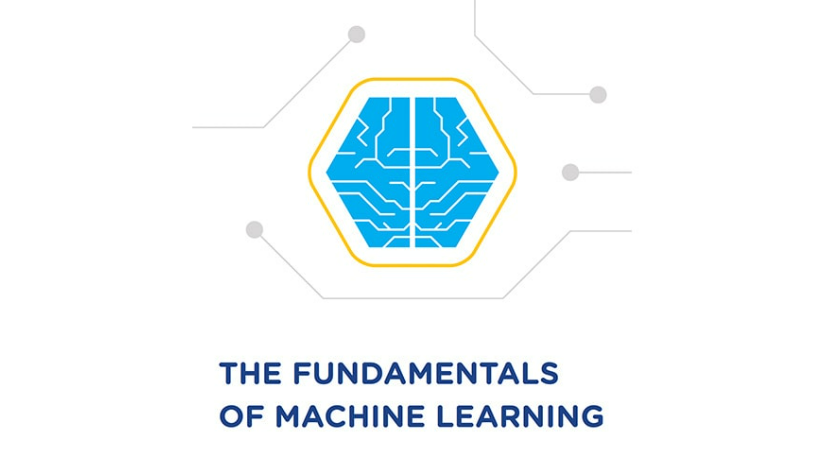 THE FUNDAMENTALS
OF MACHINE LEARNING